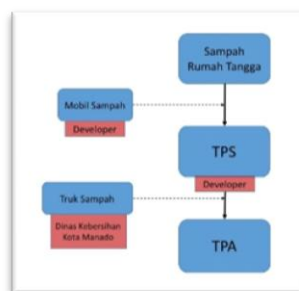 Sampah
Rumah Tangga
Mobil Sampah
Developer
TPS
Developer
Truk Sampah
Dinas Kebersihan
Kota Manado
TPA